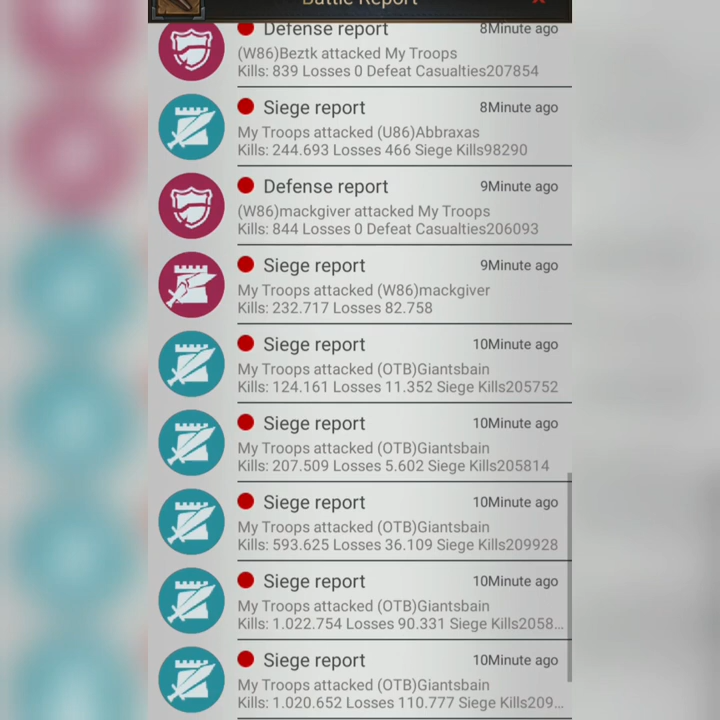 Battle Report
Defense report
8Minute ago
(W86)Beztk attacked My Troops
Kills: 839 Losses 0 Defeat Casualties207854
Siege report
8Minute ago
My Troops attacked (U86)Abbraxas
Kills: 244.693 Losses 466 Siege Kills98290
Defense report
9Minute ago
(W86)mackgiver attacked My Troops
Kills: 844 Losses 0 Defeat Casualties206093
Siege report
9Minute ago
My Troops attacked (W86)mackgiver
Kills: 232.717 Losses 82.758
Siege report
10Minute ago
My Troops attacked (OTB)Giantsbain
Kills: 124.161 Losses 11.352 Siege Kills205752
Siege report
10Minute ago
My Troops attacked (OTB)Giantsbain
Kills: 207.509 Losses 5.602 Siege Kills205814
Siege report
10Minute ago
My Troops attacked (OTB)Giantsbain
Kills: 593.625 Losses 36.109 Siege Kills209928
Siege report
10Minute ago
My Troops attacked (OTB)Giantsbain
Kills: 1.022.754 Losses 90.331 Siege Kills2058...
Siege report
10Minute ago
My Troops attacked (OTB)Giantsbain
Kills: 1.020.652 Losses 110.777 Siege Kills209...